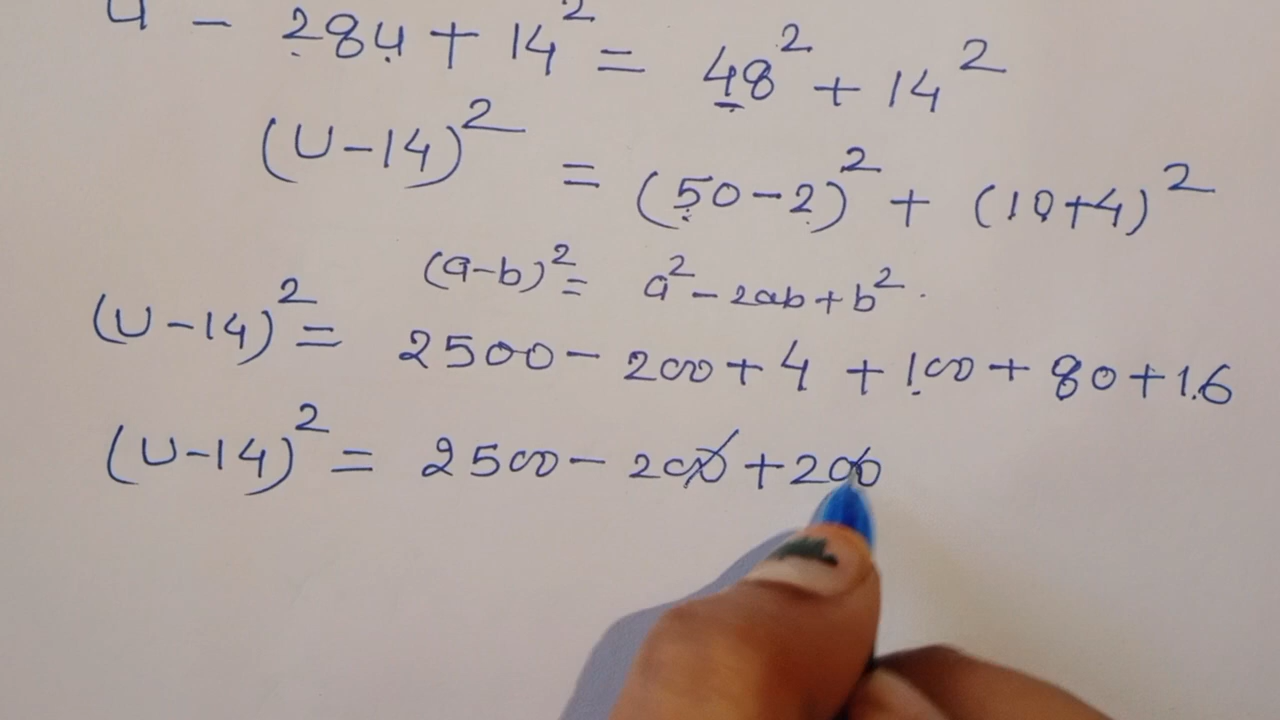 u - 28u + 14² = 48² + 14²
(U-14)² = (50-2)² + (10+4)²
(a-b)² = a² - 2ab + b².
(U-14)² = 2500 - 200 + 4 + 100 + 80 + 16
(U-14)² = 2500 - 200 + 200